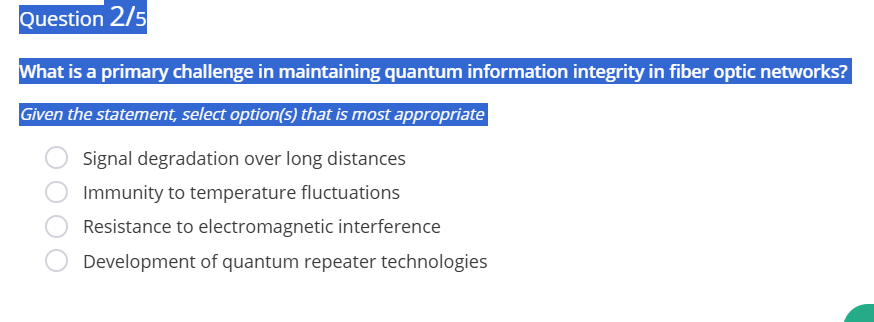 Question 2/5
What is a primary challenge in maintaining quantum information integrity in fiber optic networks?
Given the statement, select option(s) that is most appropriate
Signal degradation over long distances
Immunity to temperature fluctuations
Resistance to electromagnetic interference
Development of quantum repeater technologies